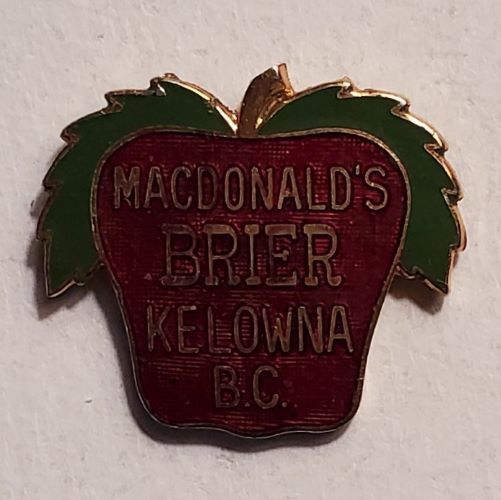 MACDONALD'S
BRIER
KELOWNA
B.C.